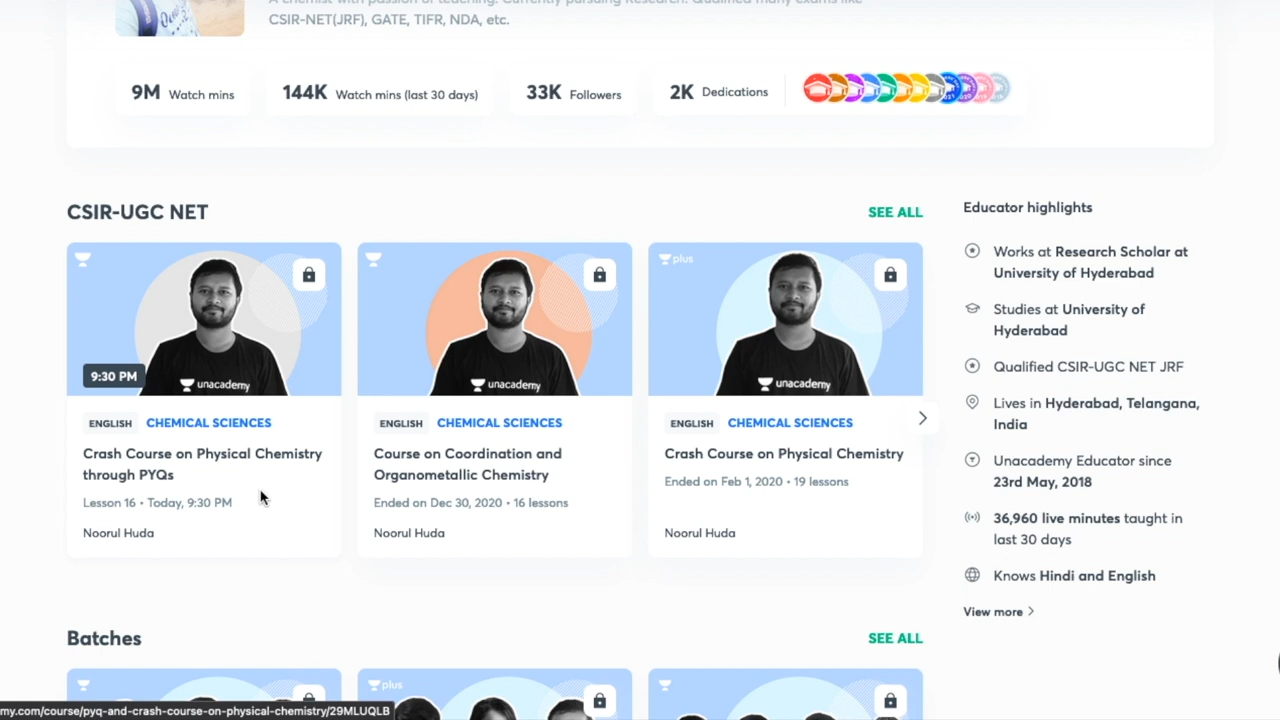 A chemist with passion of teaching. Currently pursuing Research. Qualified many exams like
CSIR-NET(JRF), GATE, TIFR, NDA, etc.
9M Watch mins
144K Watch mins (last 30 days)
33K Followers
2K Dedications
CSIR-UGC NET
SEE ALL
9:30 PM
unacademy
ENGLISH CHEMICAL SCIENCES
Crash Course on Physical Chemistry
through PYQs
Lesson 16 • Today, 9:30 PM
Noorul Huda
unacademy
ENGLISH CHEMICAL SCIENCES
Course on Coordination and
Organometallic Chemistry
Ended on Dec 30, 2020 • 16 lessons
Noorul Huda
plus
unacademy
ENGLISH CHEMICAL SCIENCES
Crash Course on Physical Chemistry
Ended on Feb 1, 2020 • 19 lessons
Noorul Huda
Educator highlights
Works at Research Scholar at
University of Hyderabad
Studies at University of
Hyderabad
Qualified CSIR-UGC NET JRF
Lives in Hyderabad, Telangana,
India
Unacademy Educator since
23rd May, 2018
36,960 live minutes taught in
last 30 days
Knows Hindi and English
View more >
Batches
SEE ALL
plus
my.com/course/pyq-and-crash-course-on-physical-chemistry/29MLUQLB